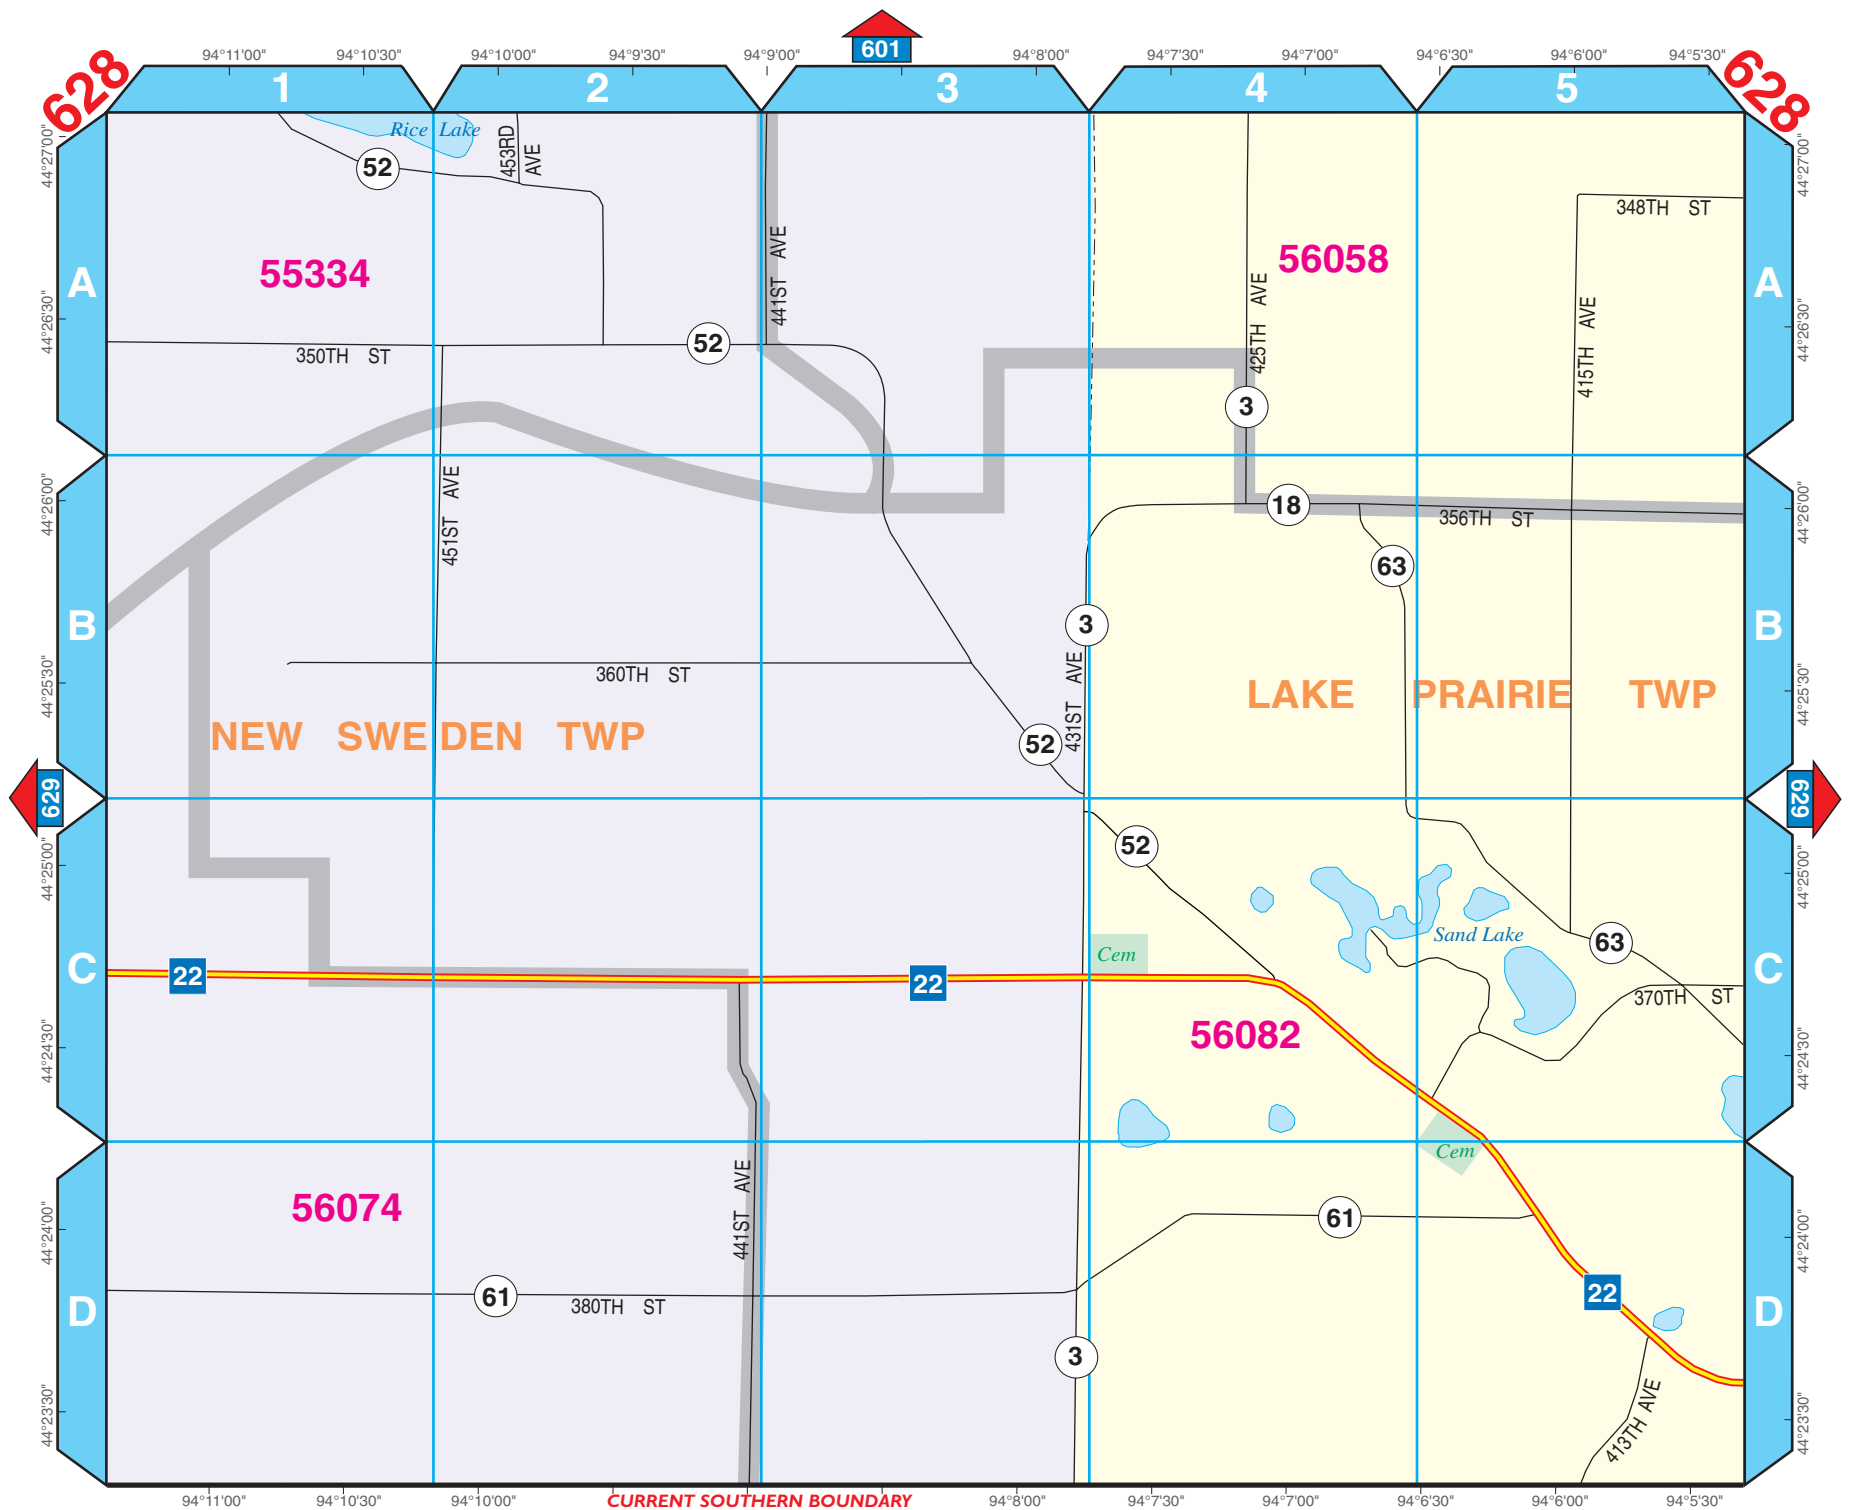 601
94°11'00" 94°10'30" 94°10'00" 94°9'30" 94°9'00" 94°8'00" 94°7'30" 94°7'00" 94°6'30" 94°6'00" 94°5'30"
628 1 2 3 4 5 628
Rice Lake
44°27'00" 44°27'00"
453RD AVE
52
348TH ST
441ST AVE
55334 56058
A A
425TH AVE
415TH AVE
44°26'30" 44°26'30"
52
350TH ST
3
44°26'00" 44°26'00"
451ST AVE
18
356TH ST
63
B B
3
360TH ST
44°25'30" 44°25'30"
431ST AVE
LAKE PRAIRIE TWP
NEW SWEDEN TWP
52
629 629
52
44°25'00" 44°25'00"
Sand Lake
63
Cem
C C
22 22
370TH ST
56082
44°24'30" 44°24'30"
Cem
441ST AVE
56074
61
44°24'00" 44°24'00"
61
380TH ST
22
D D
3
413TH AVE
44°23'30" 44°23'30"
94°11'00" 94°10'30" 94°10'00" CURRENT SOUTHERN BOUNDARY 94°8'00" 94°7'30" 94°7'00" 94°6'30" 94°6'00" 94°5'30"